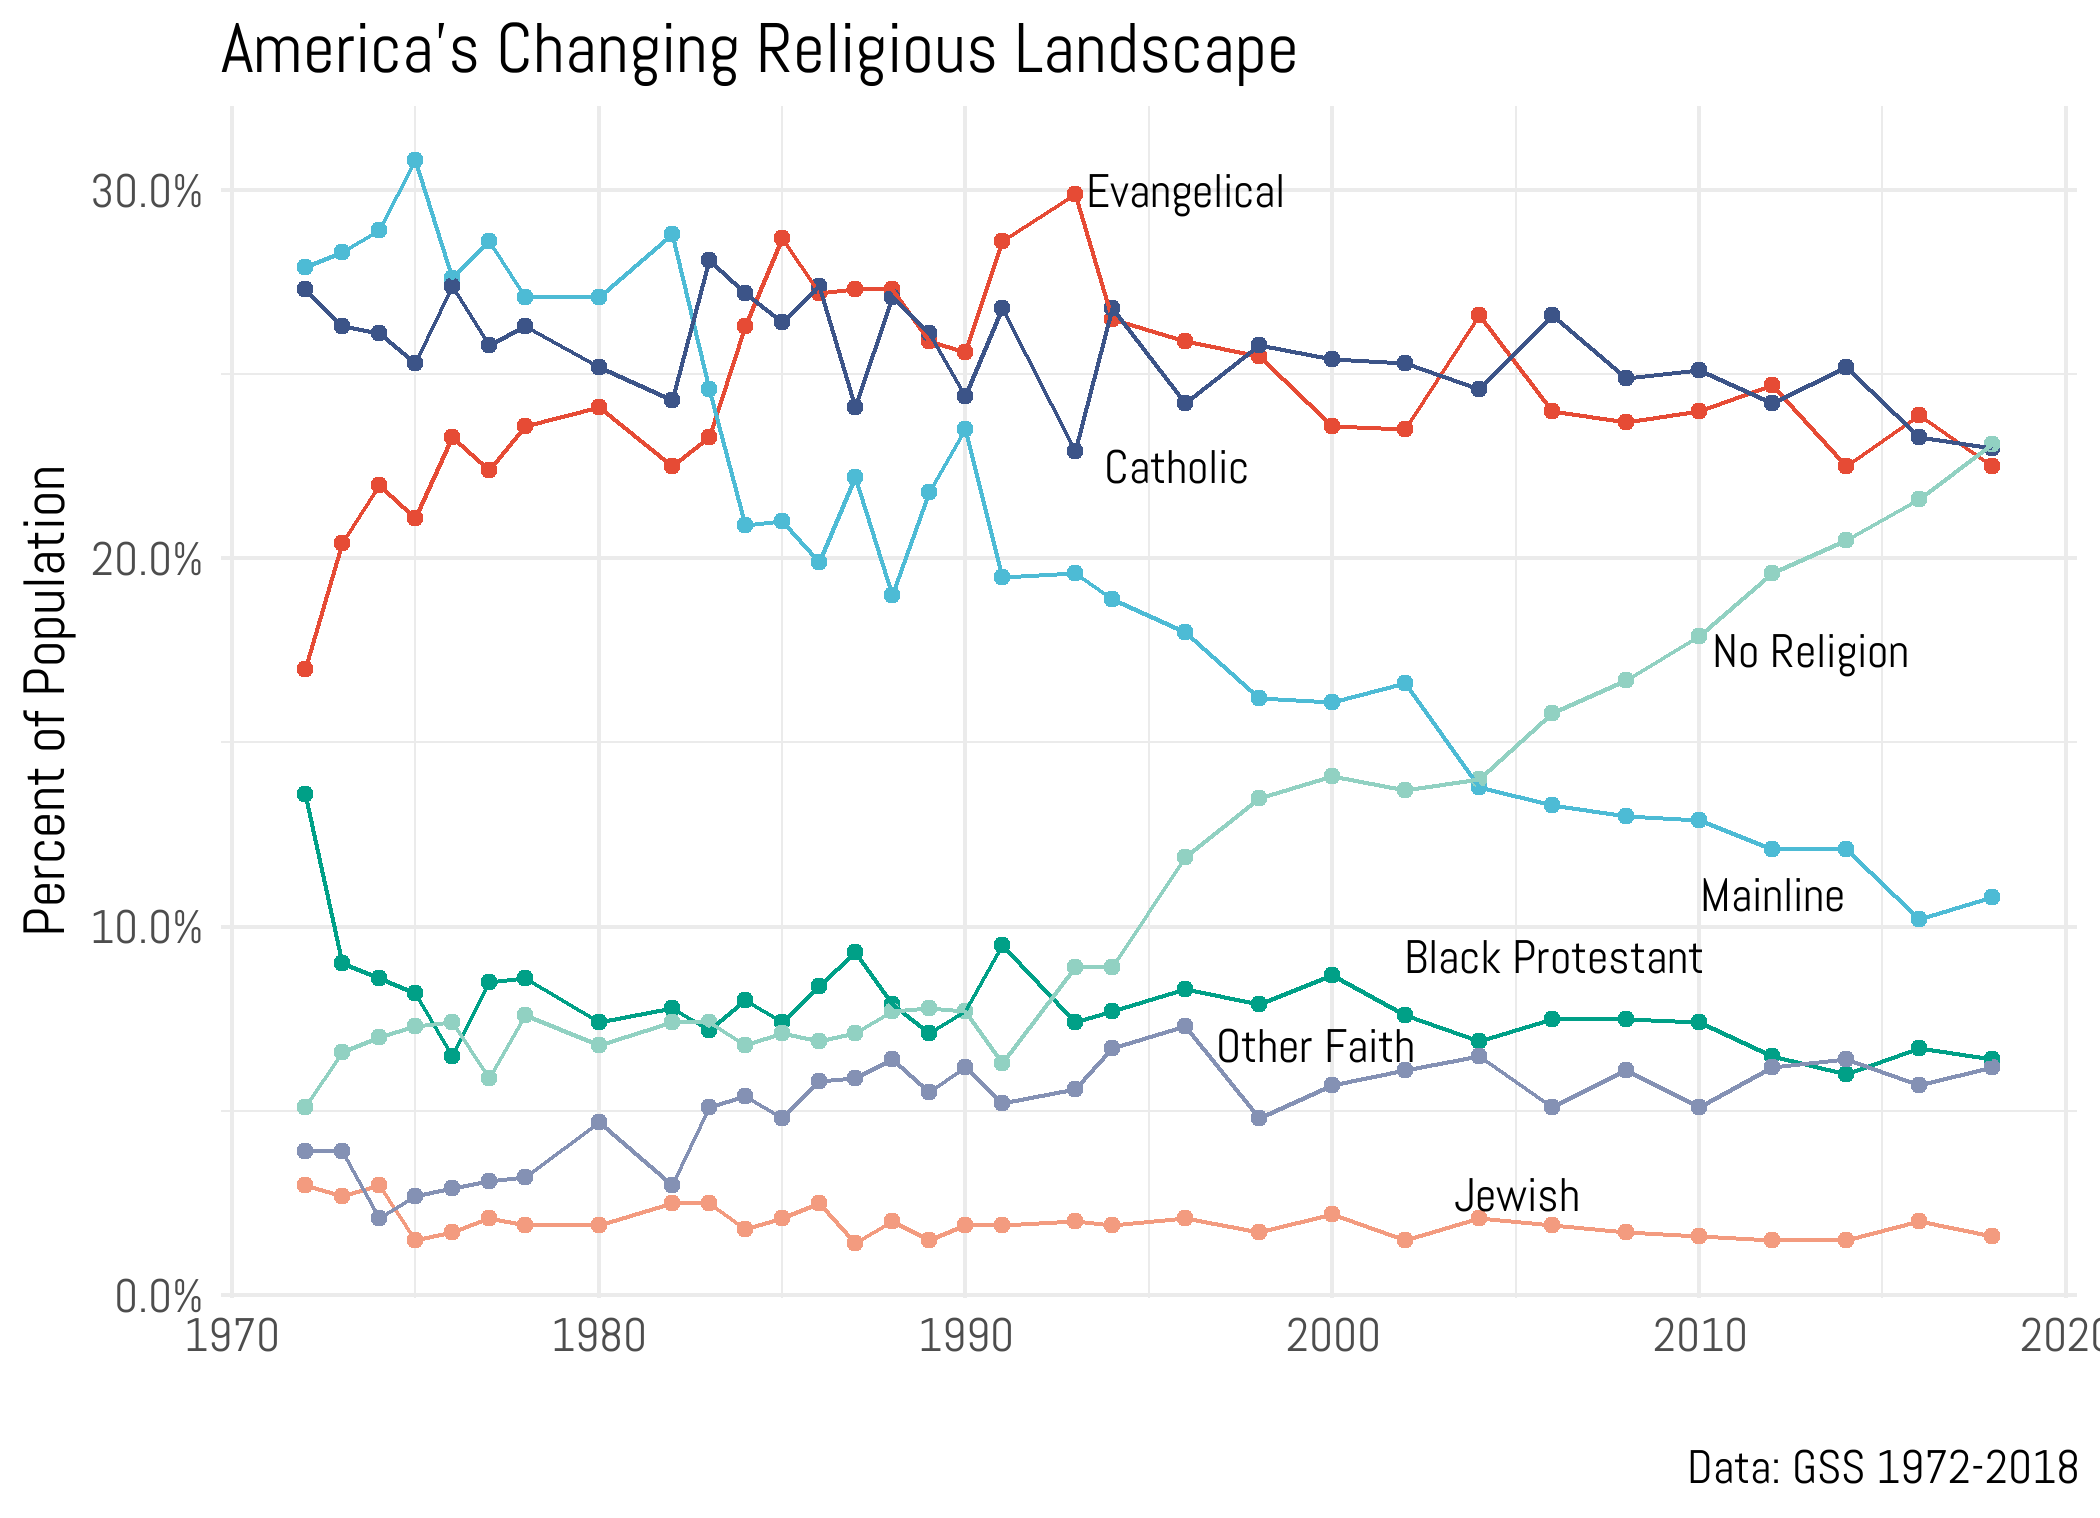 America's Changing Religious Landscape
Percent of Population
30.0%
20.0%
10.0%
0.0%
Evangelical
Catholic
No Religion
Mainline
Black Protestant
Other Faith
Jewish
1970 1980 1990 2000 2010 2020
Data: GSS 1972-2018